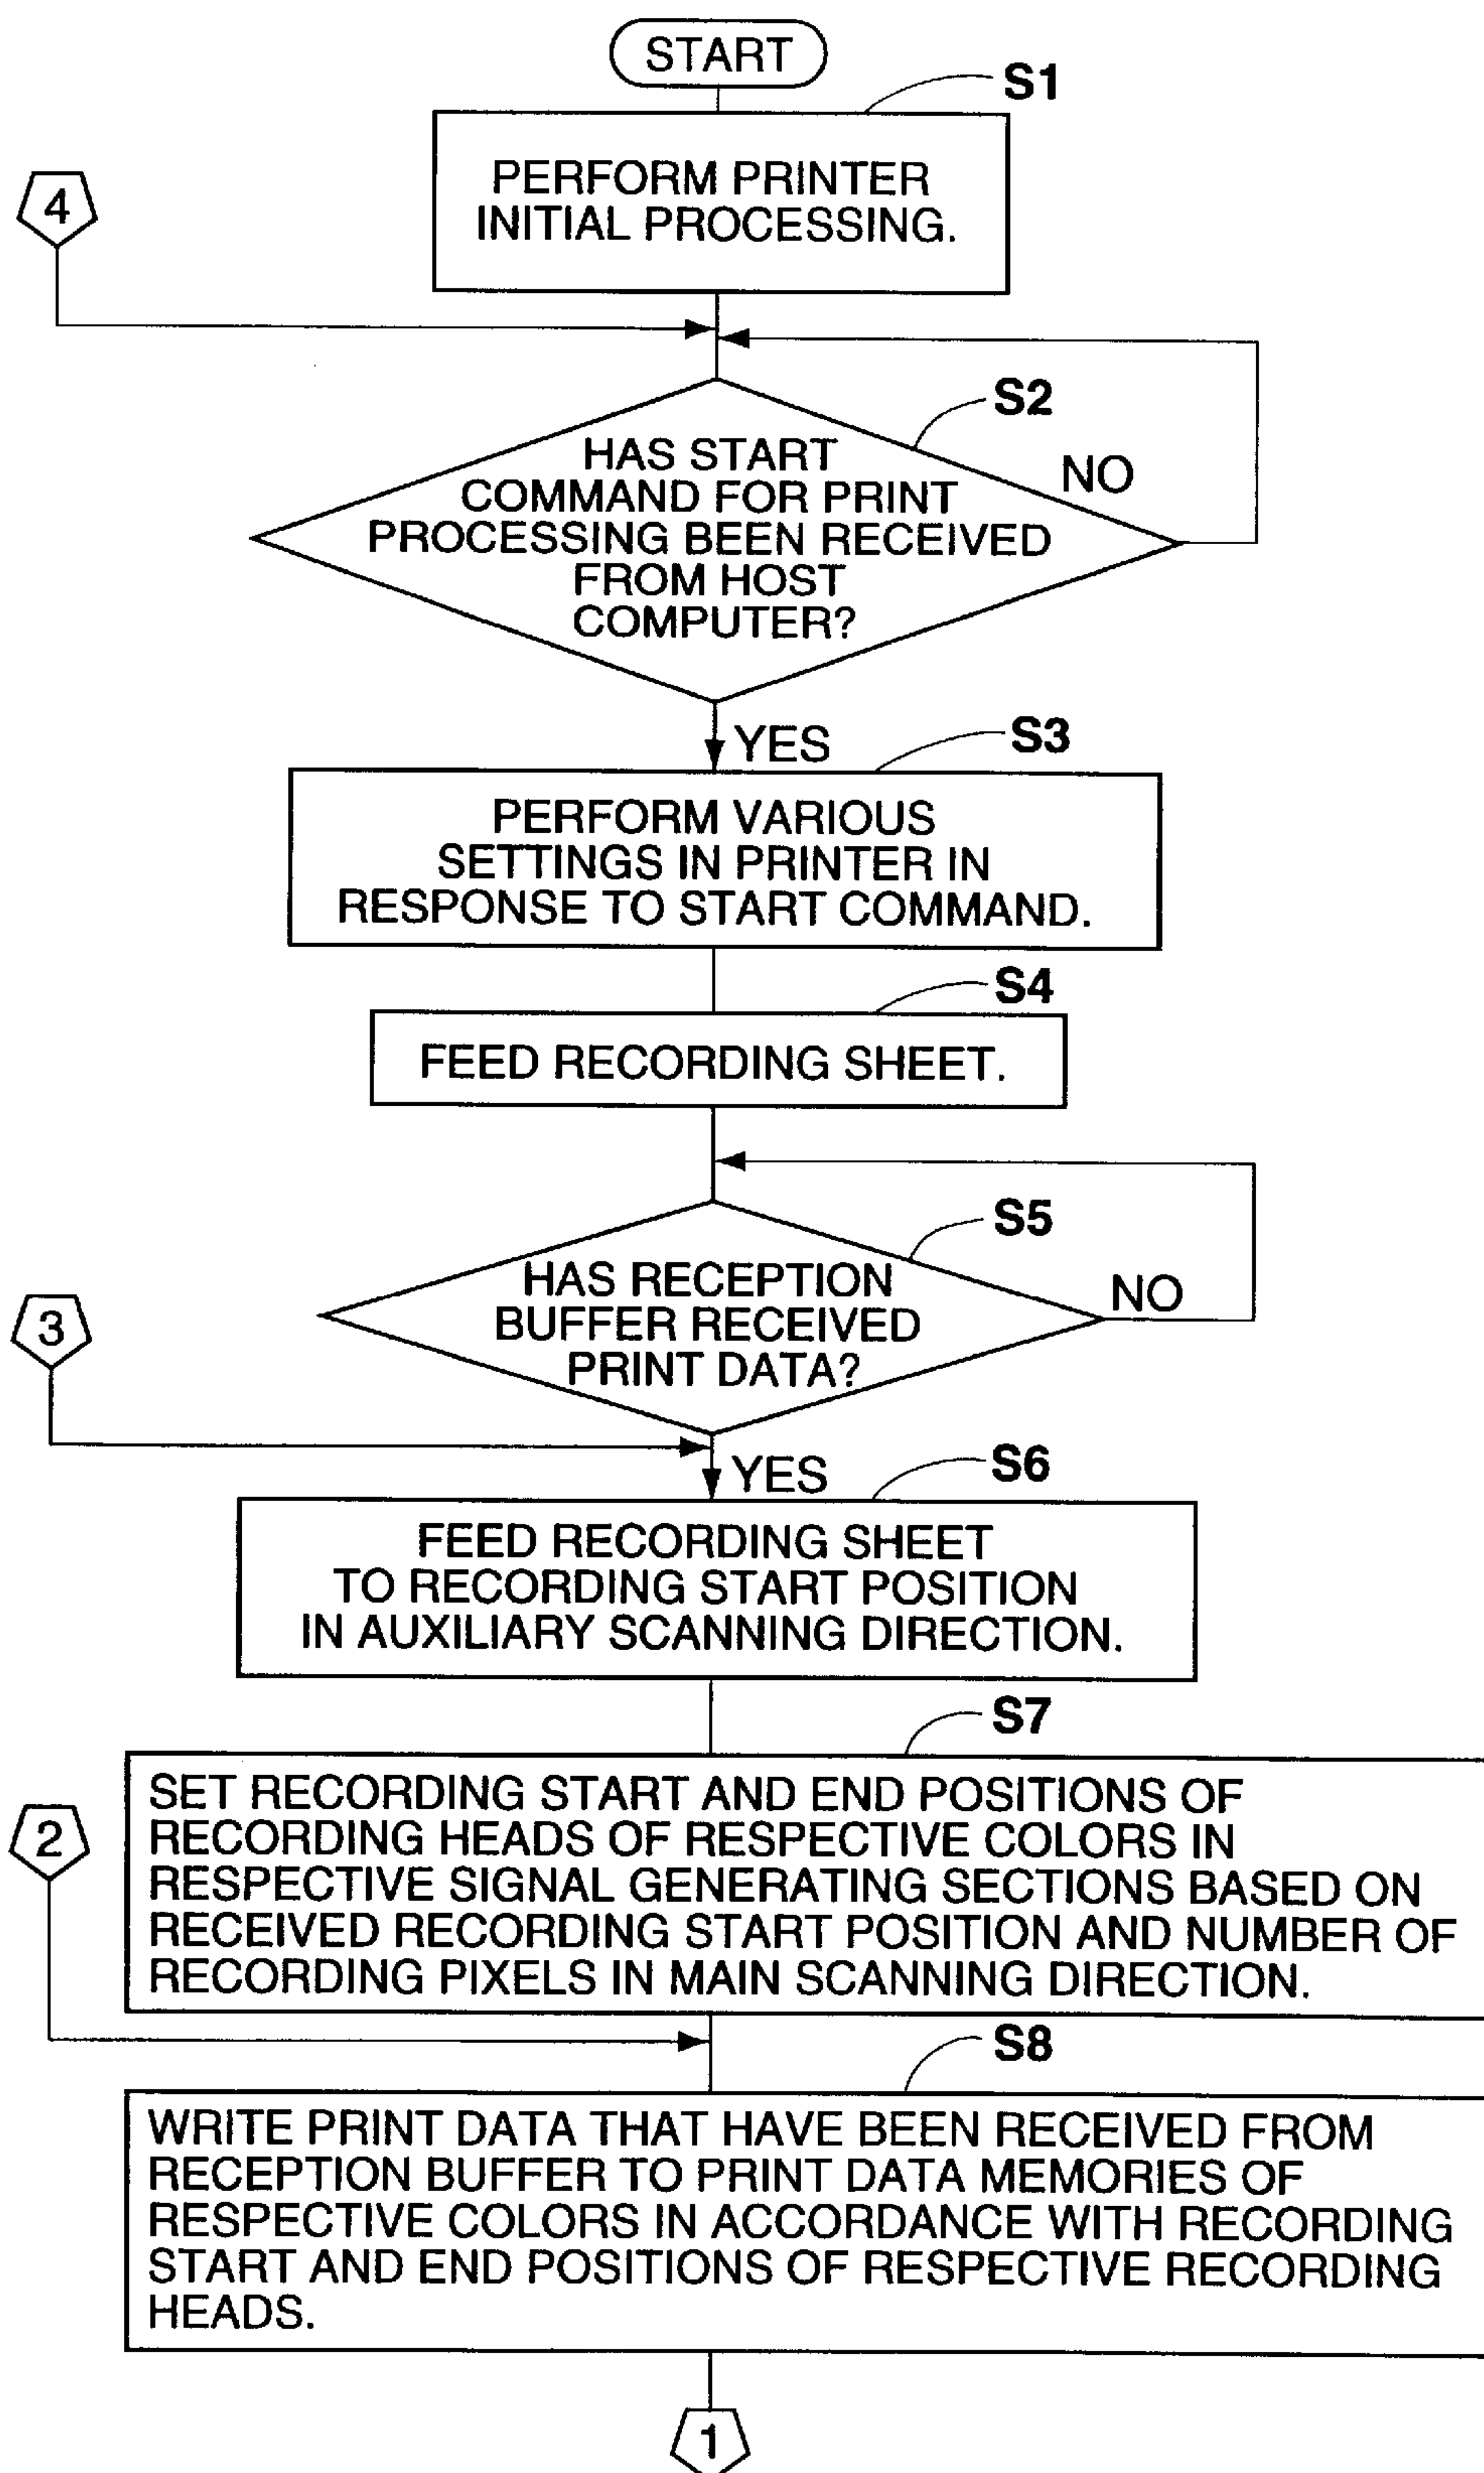 START
S1
PERFORM PRINTER
INITIAL PROCESSING.
4
S2
HAS START
COMMAND FOR PRINT
PROCESSING BEEN RECEIVED
FROM HOST
COMPUTER?
NO
YES
S3
PERFORM VARIOUS
SETTINGS IN PRINTER IN
RESPONSE TO START COMMAND.
S4
FEED RECORDING SHEET.
S5
HAS RECEPTION
BUFFER RECEIVED
PRINT DATA?
NO
3
YES
S6
FEED RECORDING SHEET
TO RECORDING START POSITION
IN AUXILIARY SCANNING DIRECTION.
S7
SET RECORDING START AND END POSITIONS OF
RECORDING HEADS OF RESPECTIVE COLORS IN
RESPECTIVE SIGNAL GENERATING SECTIONS BASED ON
RECEIVED RECORDING START POSITION AND NUMBER OF
RECORDING PIXELS IN MAIN SCANNING DIRECTION.
2
S8
WRITE PRINT DATA THAT HAVE BEEN RECEIVED FROM
RECEPTION BUFFER TO PRINT DATA MEMORIES OF
RESPECTIVE COLORS IN ACCORDANCE WITH RECORDING
START AND END POSITIONS OF RESPECTIVE RECORDING
HEADS.
1